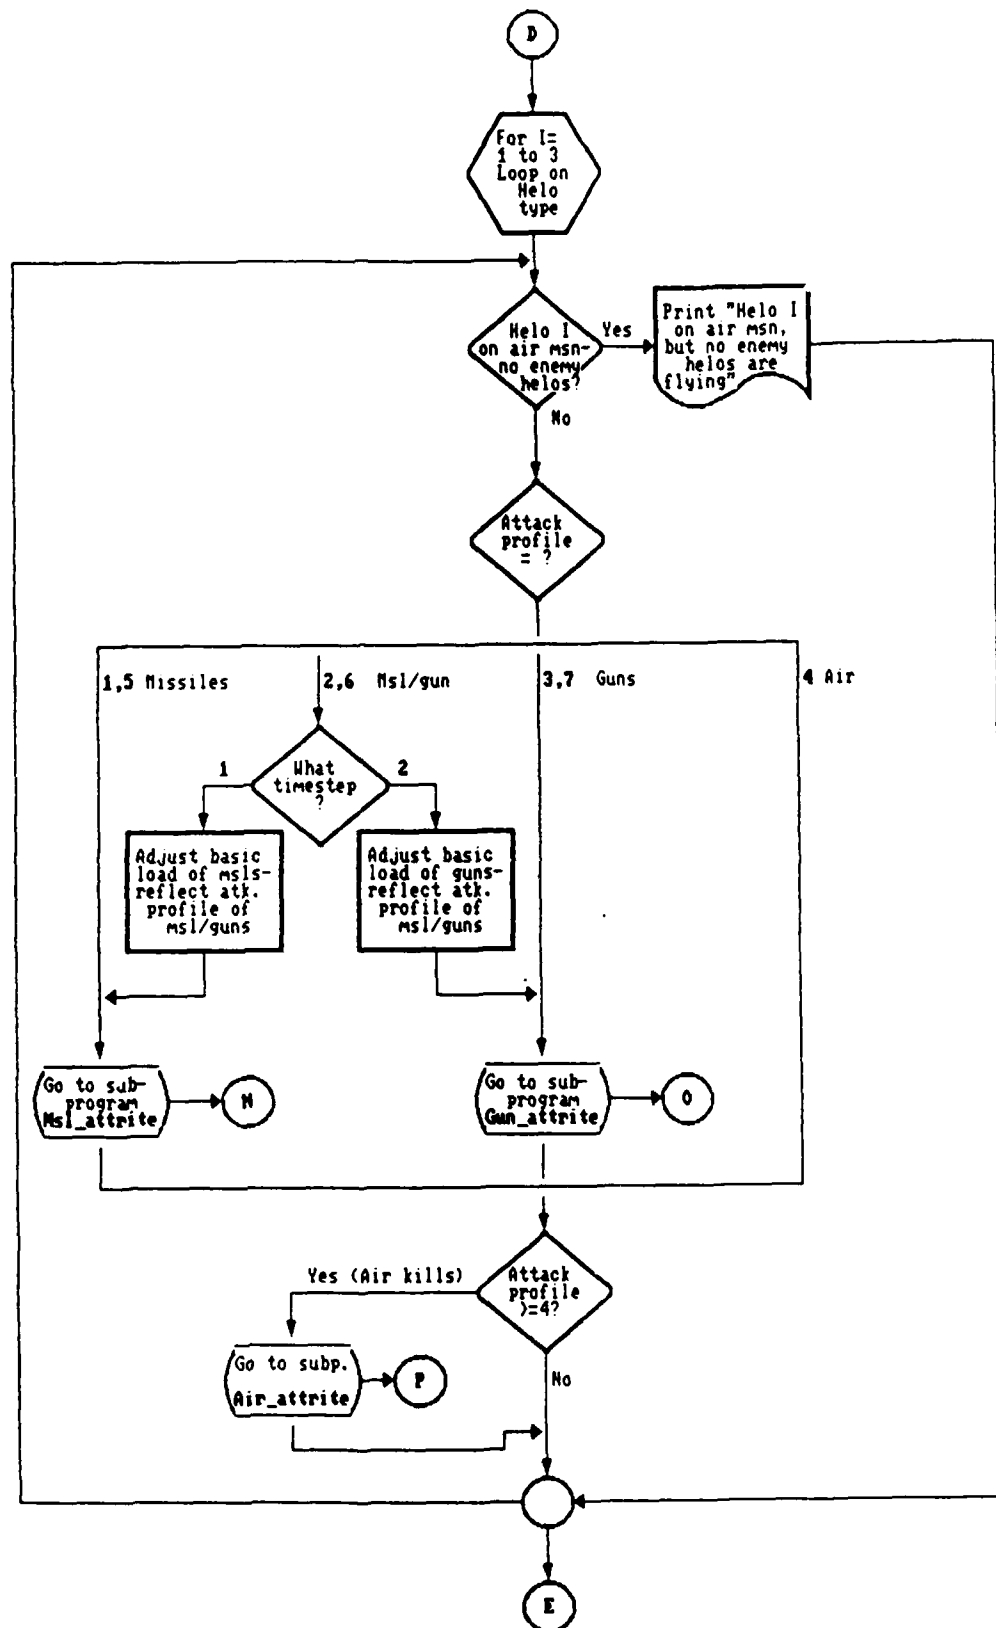 D
For I=
1 to 3
Loop on
Helo
type
Helo I
on air msn-
no enemy
helos?
Yes
Print "Helo I
on air msn,
but no enemy
helos are
flying"
No
Attack
profile
= ?
1,5 Missiles
2,6 Msl/gun
3,7 Guns
4 Air
1
What
timestep
?
2
Adjust basic
load of msls-
reflect atk.
profile of
msl/guns
Adjust basic
load of guns-
reflect atk.
profile of
msl/guns
Go to sub-
program
Msl_attrite
N
Go to sub-
program
Gun_attrite
O
Yes (Air kills)
Attack
profile
>=4?
Go to subp.
Air_attrite
P
No
E